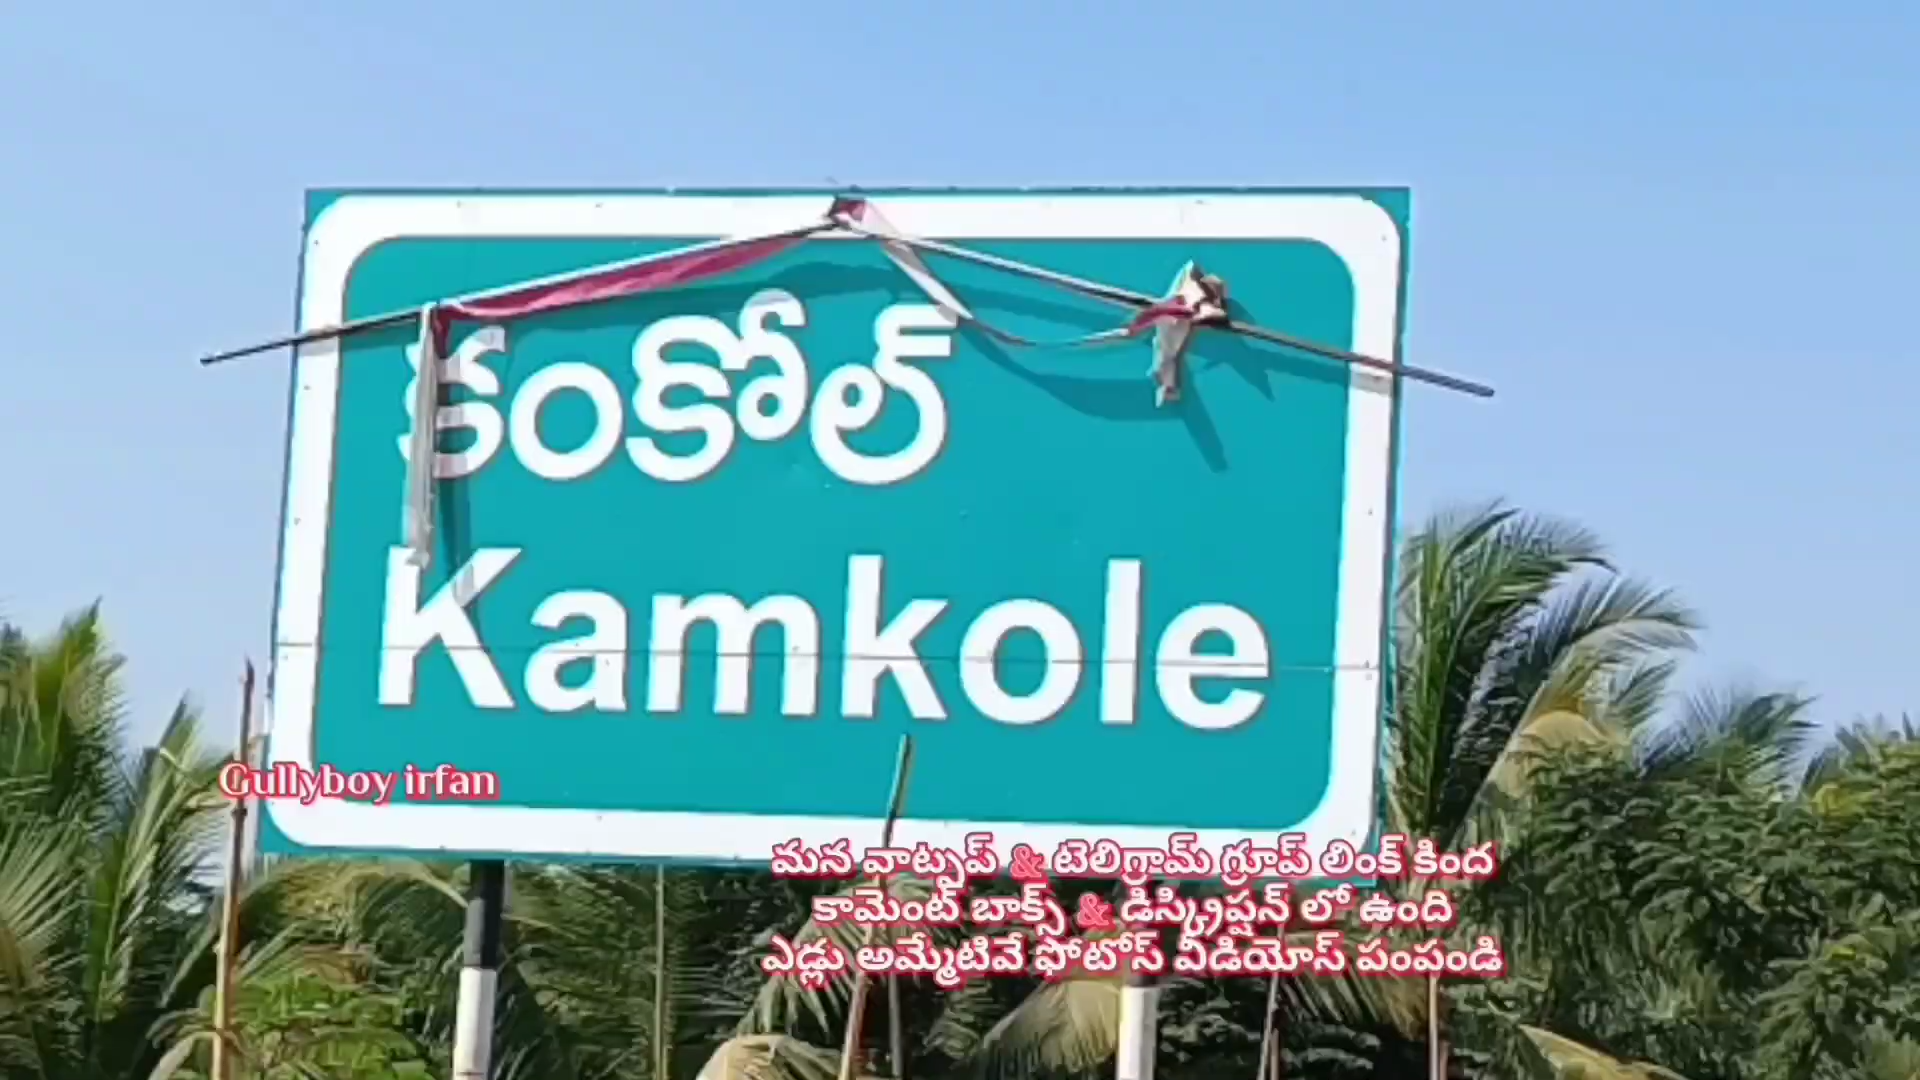 కంకోల్
Kamkole
Gullyboy irfan
మన వాట్సప్ & టెలిగ్రామ్ గ్రూప్ లింక్ కింద
కామెంట్ బాక్స్ & డిస్క్రిప్షన్ లో ఉంది
ఎడ్లు అమ్మేటివే ఫోటోస్ వీడియోస్ పంపండి